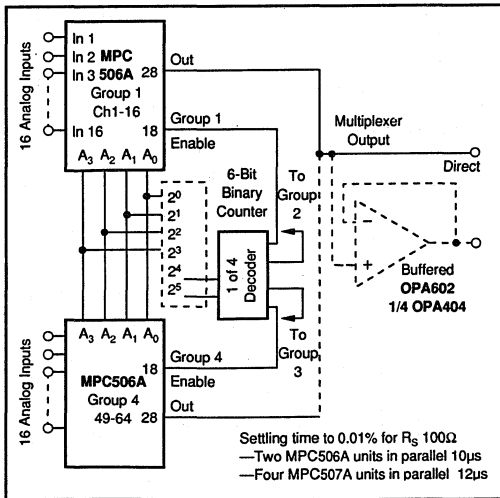 16 Analog Inputs
In 1
In 2 MPC
In 3 506A 28
Group 1
Ch1-16
In 16 18
A3 A2 A1 A0
Out
Group 1
Enable
6-Bit
Binary
Counter
2⁰
2¹
2²
2³
2⁴
2⁵
1 of 4
Decoder
To
Group
2
To
Group
3
Multiplexer
Output
Direct
−
+
Buffered
OPA602
1/4 OPA404
16 Analog Inputs
A3 A2 A1 A0
18
MPC506A
Group 4
49-64
28
Group 4
Enable
Out
Settling time to 0.01% for RS 100Ω
—Two MPC506A units in parallel 10µs
—Four MPC507A units in parallel 12µs